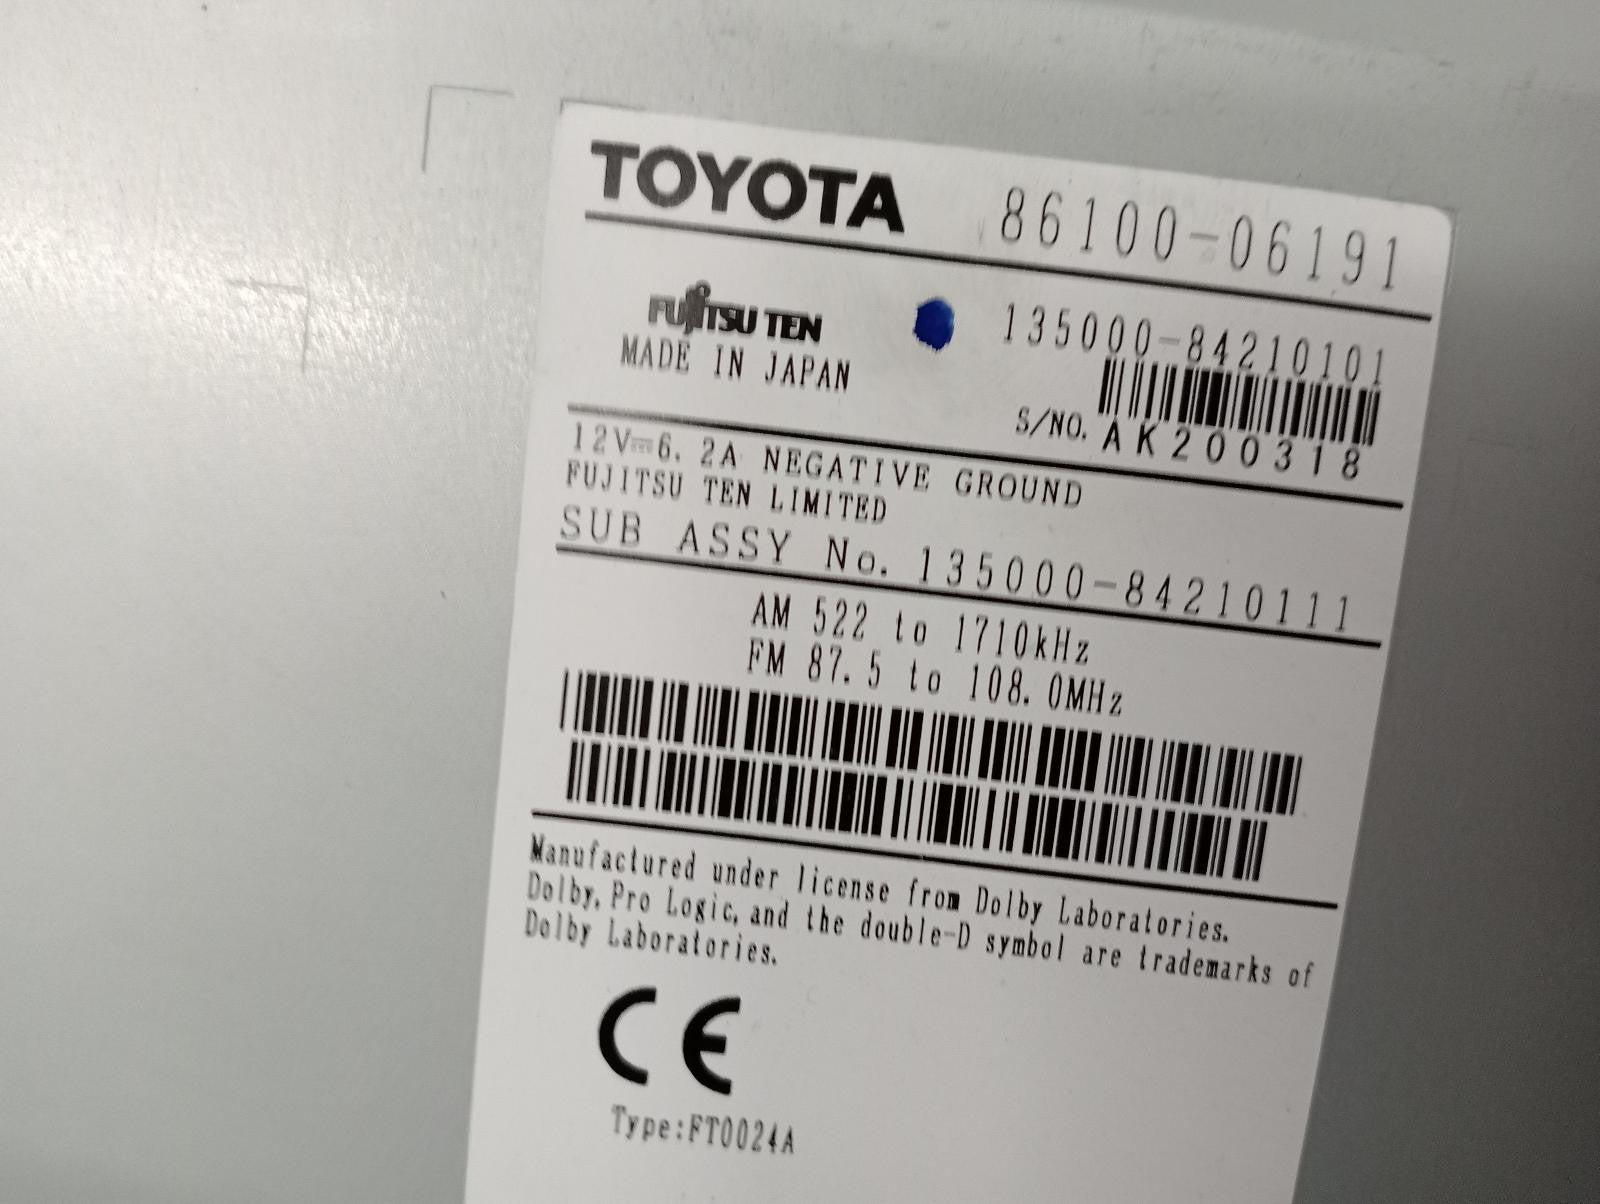 TOYOTA 86100-06191
FUJITSU TEN 135000-84210101
MADE IN JAPAN
S/NO. AK200318
12V⎓6.2A NEGATIVE GROUND
FUJITSU TEN LIMITED
SUB ASSY No. 135000-84210111
AM 522 to 1710kHz
FM 87.5 to 108.0MHz
Manufactured under license from Dolby Laboratories.
Dolby, Pro Logic, and the double-D symbol are trademarks of
Dolby Laboratories.
CE
Type:FT0024A